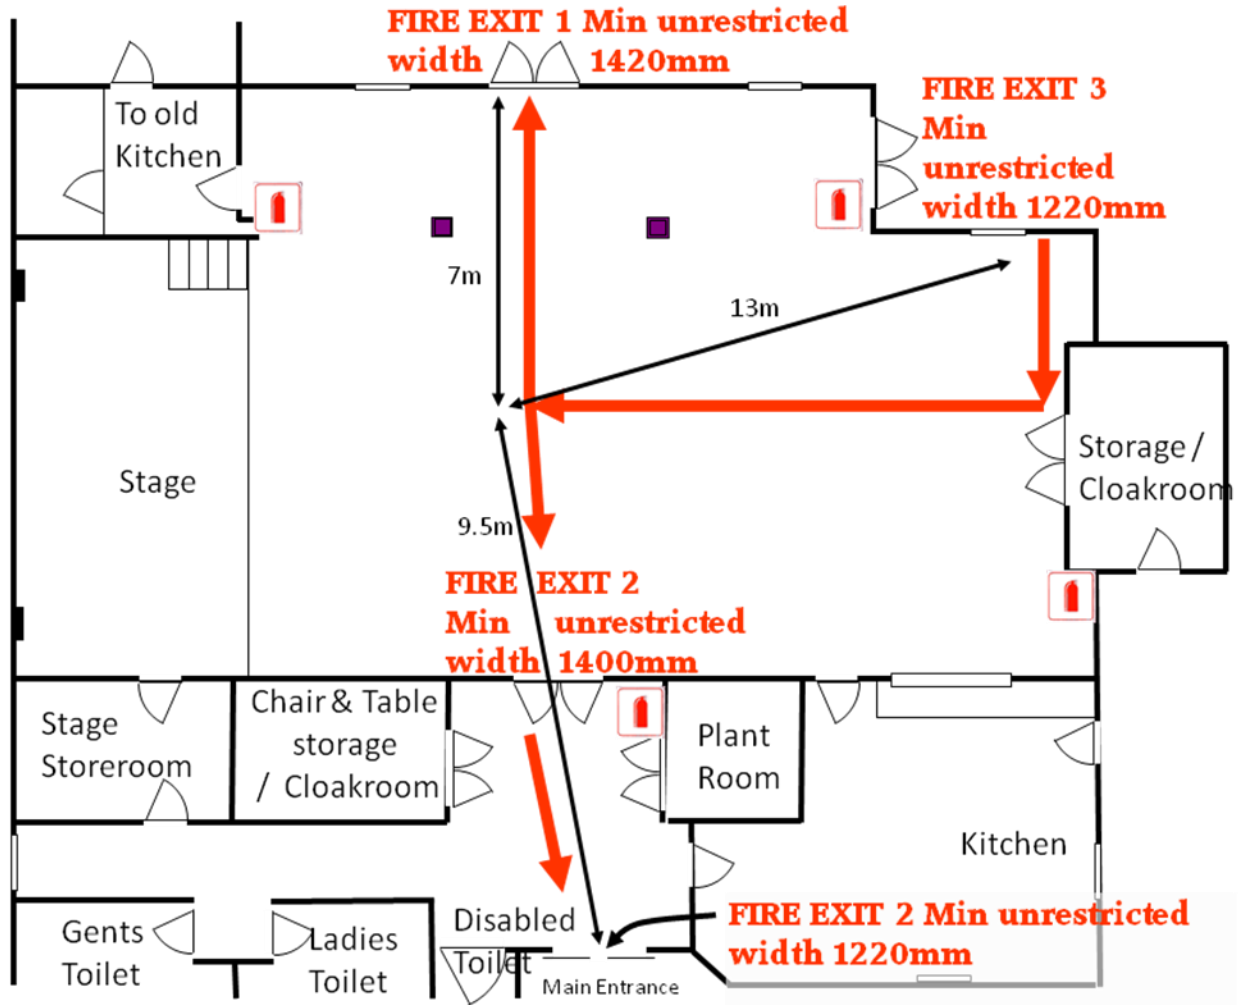 FIRE EXIT 1 Min unrestricted
width 1420mm
FIRE EXIT 3
Min
unrestricted
width 1220mm
To old
Kitchen
7m
13m
Storage /
Cloakroom
Stage
9.5m
FIRE EXIT 2
Min unrestricted
width 1400mm
Stage
Storeroom
Chair & Table
storage
/ Cloakroom
Plant
Room
Kitchen
Gents
Toilet
Ladies
Toilet
Disabled
Toilet
FIRE EXIT 2 Min unrestricted
width 1220mm
Main Entrance